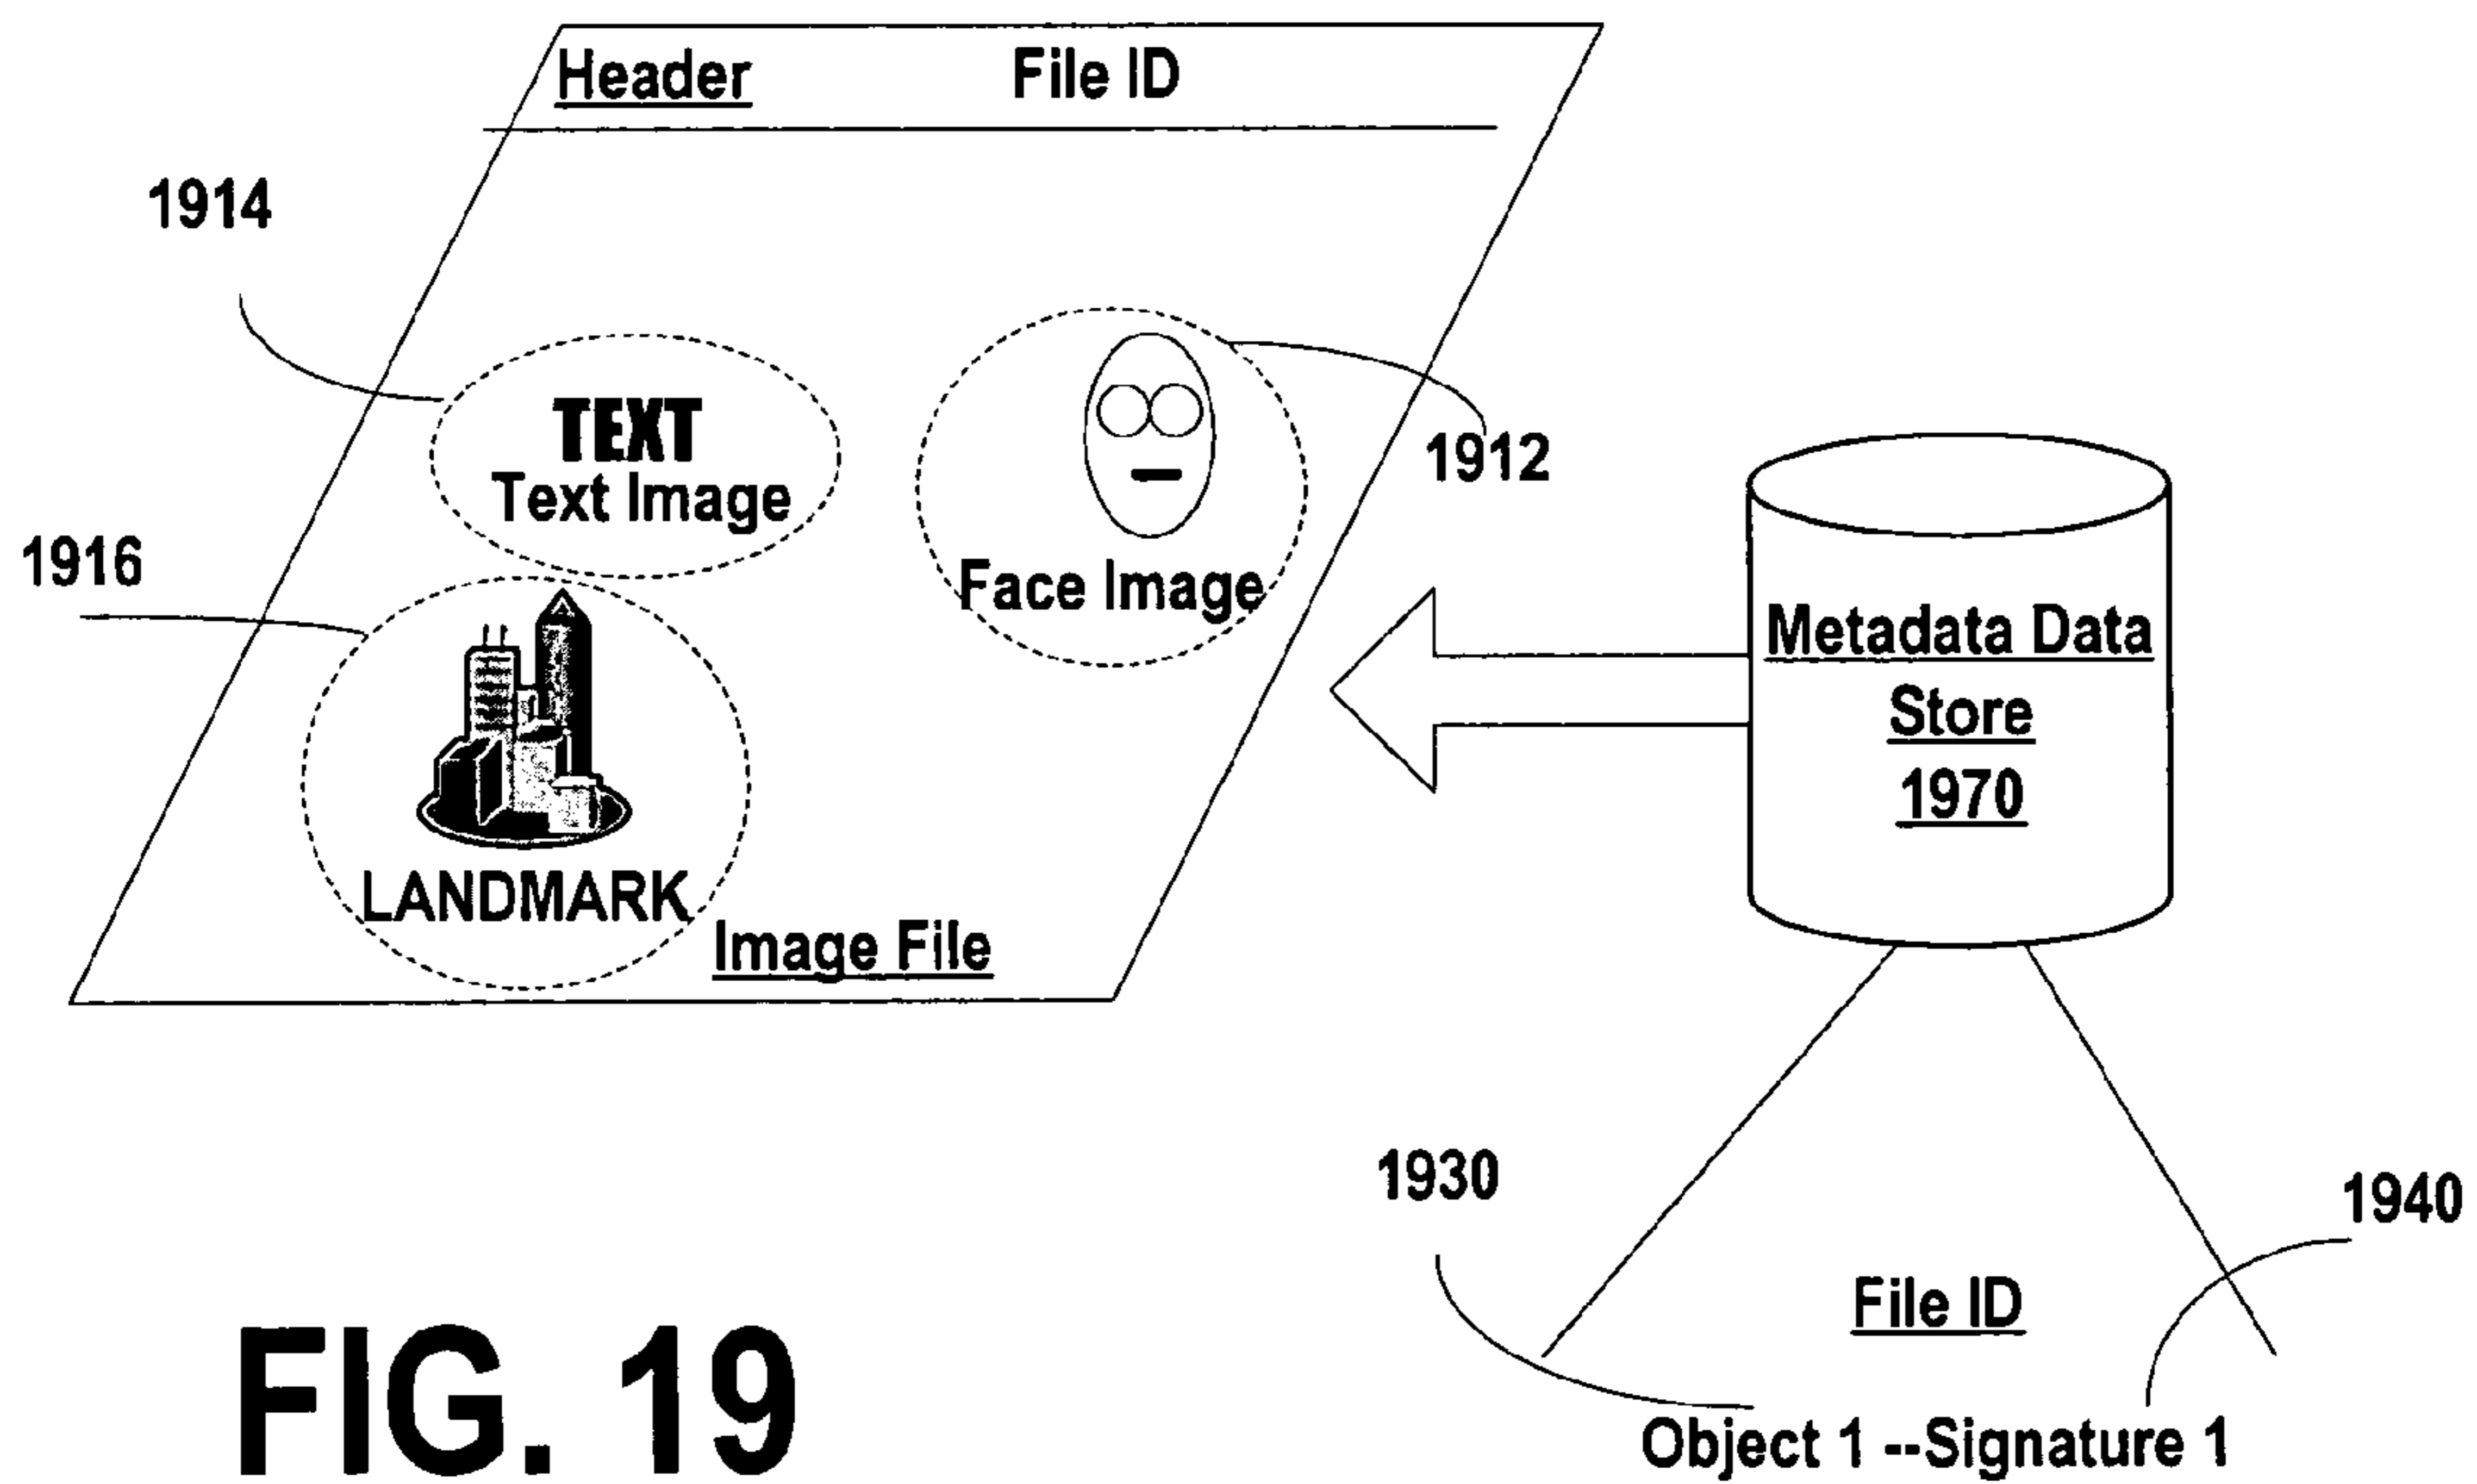 Header File ID
1914
TEXT
Text Image
1912
1916
Face Image
Metadata Data
Store
1970
LANDMARK
Image File
1930
1940
File ID
FIG. 19
Object 1 --Signature 1